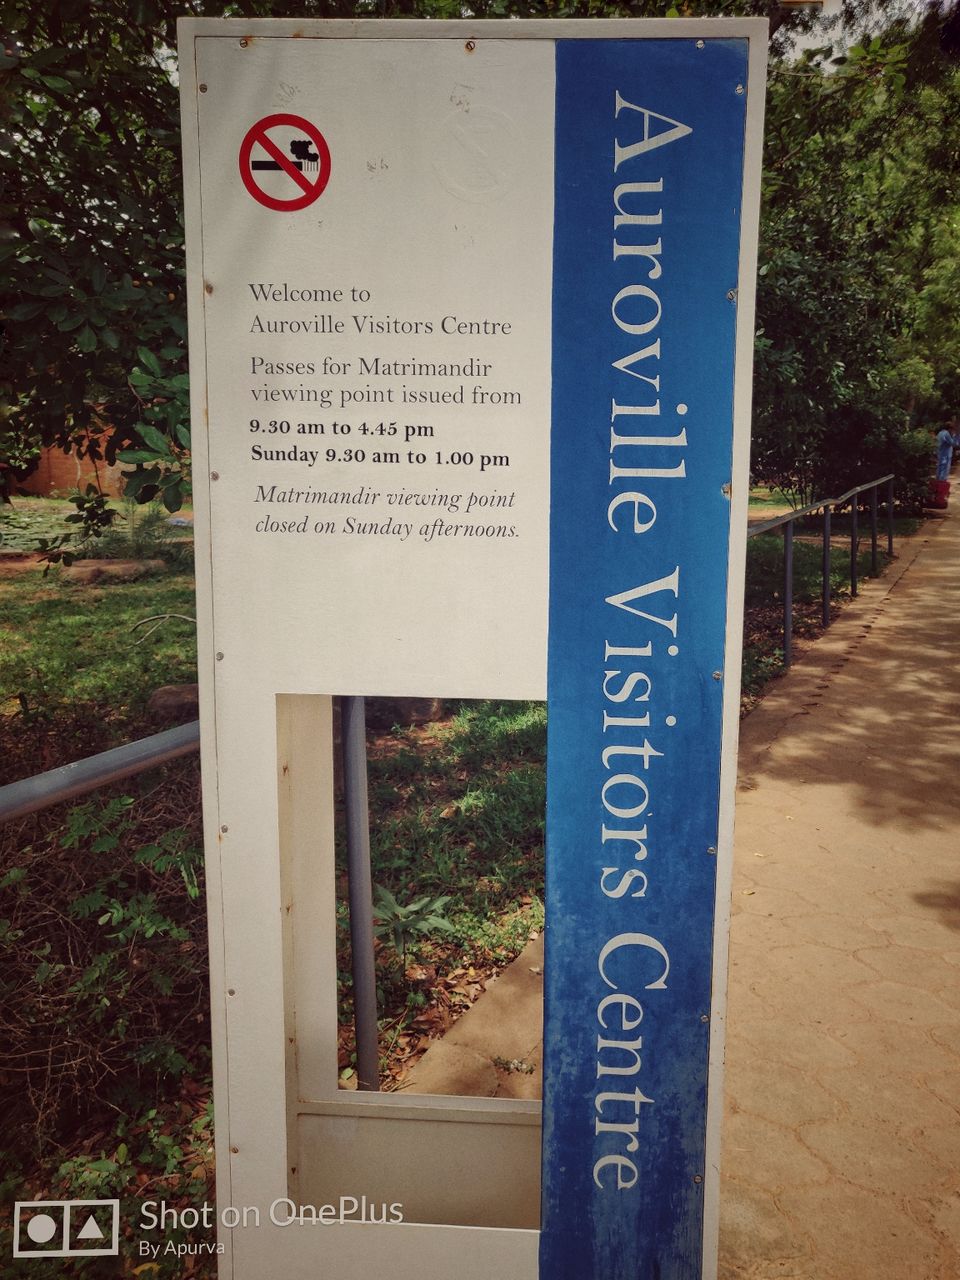 Welcome to
Auroville Visitors Centre
Passes for Matrimandir
viewing point issued from
9.30 am to 4.45 pm
Sunday 9.30 am to 1.00 pm
Matrimandir viewing point
closed on Sunday afternoons.
Auroville Visitors Centre
Shot on OnePlus
By Apurva